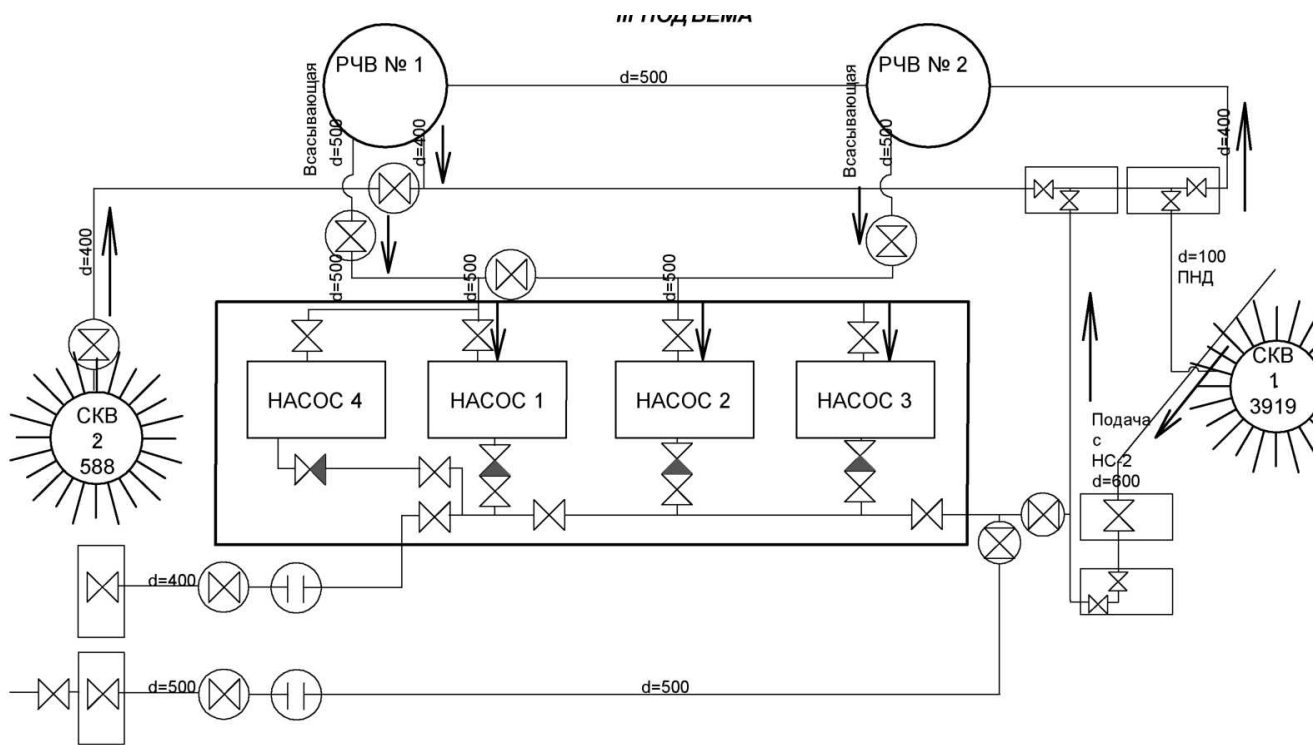 III ПОДЪЕМА
РЧВ № 1
РЧВ № 2
d=500
Всасывающая
d=500
d=400
Всасывающая
d=500
d=400
d=400
d=100
ПНД
d=500
d=500
d=500
СКВ
2
588
НАСОС 4
НАСОС 1
НАСОС 2
НАСОС 3
СКВ
1
3919
Подача
с
НС-2
d=600
d=400
d=500
d=500